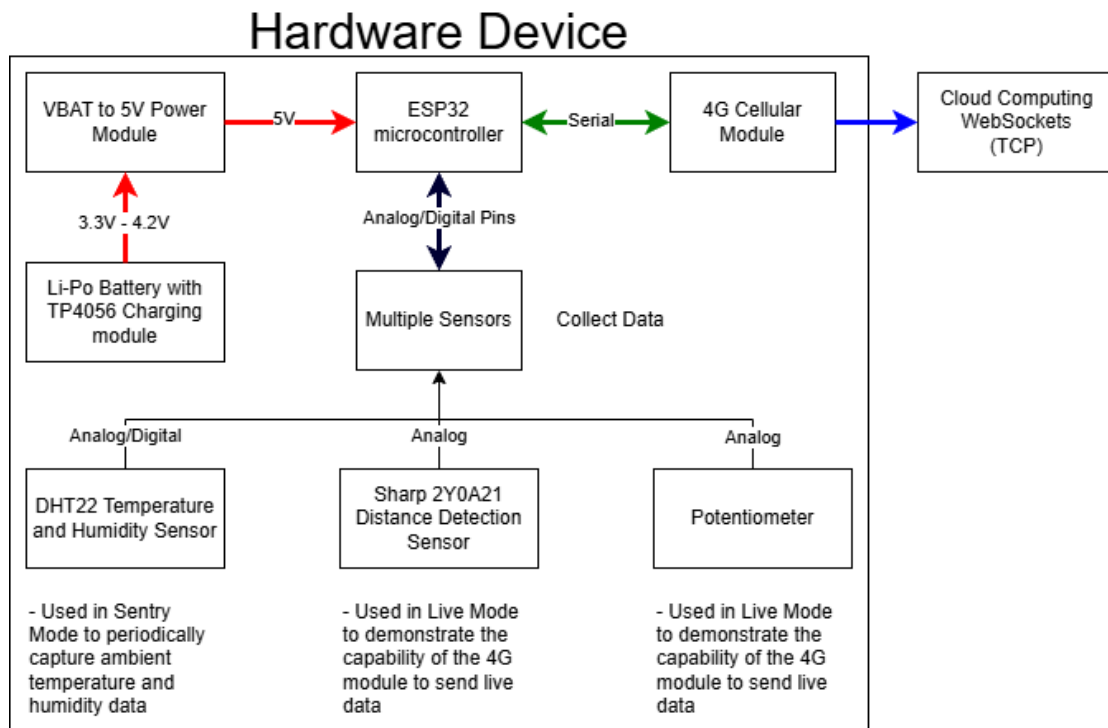 Hardware Device
VBAT to 5V Power
Module
5V
ESP32
microcontroller
Serial
4G Cellular
Module
Cloud Computing
WebSockets
(TCP)
3.3V - 4.2V
Analog/Digital Pins
Li-Po Battery with
TP4056 Charging
module
Multiple Sensors
Collect Data
Analog/Digital
Analog
Analog
DHT22 Temperature
and Humidity Sensor
Sharp 2Y0A21
Distance Detection
Sensor
Potentiometer
- Used in Sentry
Mode to periodically
capture ambient
temperature and
humidity data
- Used in Live Mode
to demonstrate the
capability of the 4G
module to send live
data
- Used in Live Mode
to demonstrate the
capability of the 4G
module to send live
data